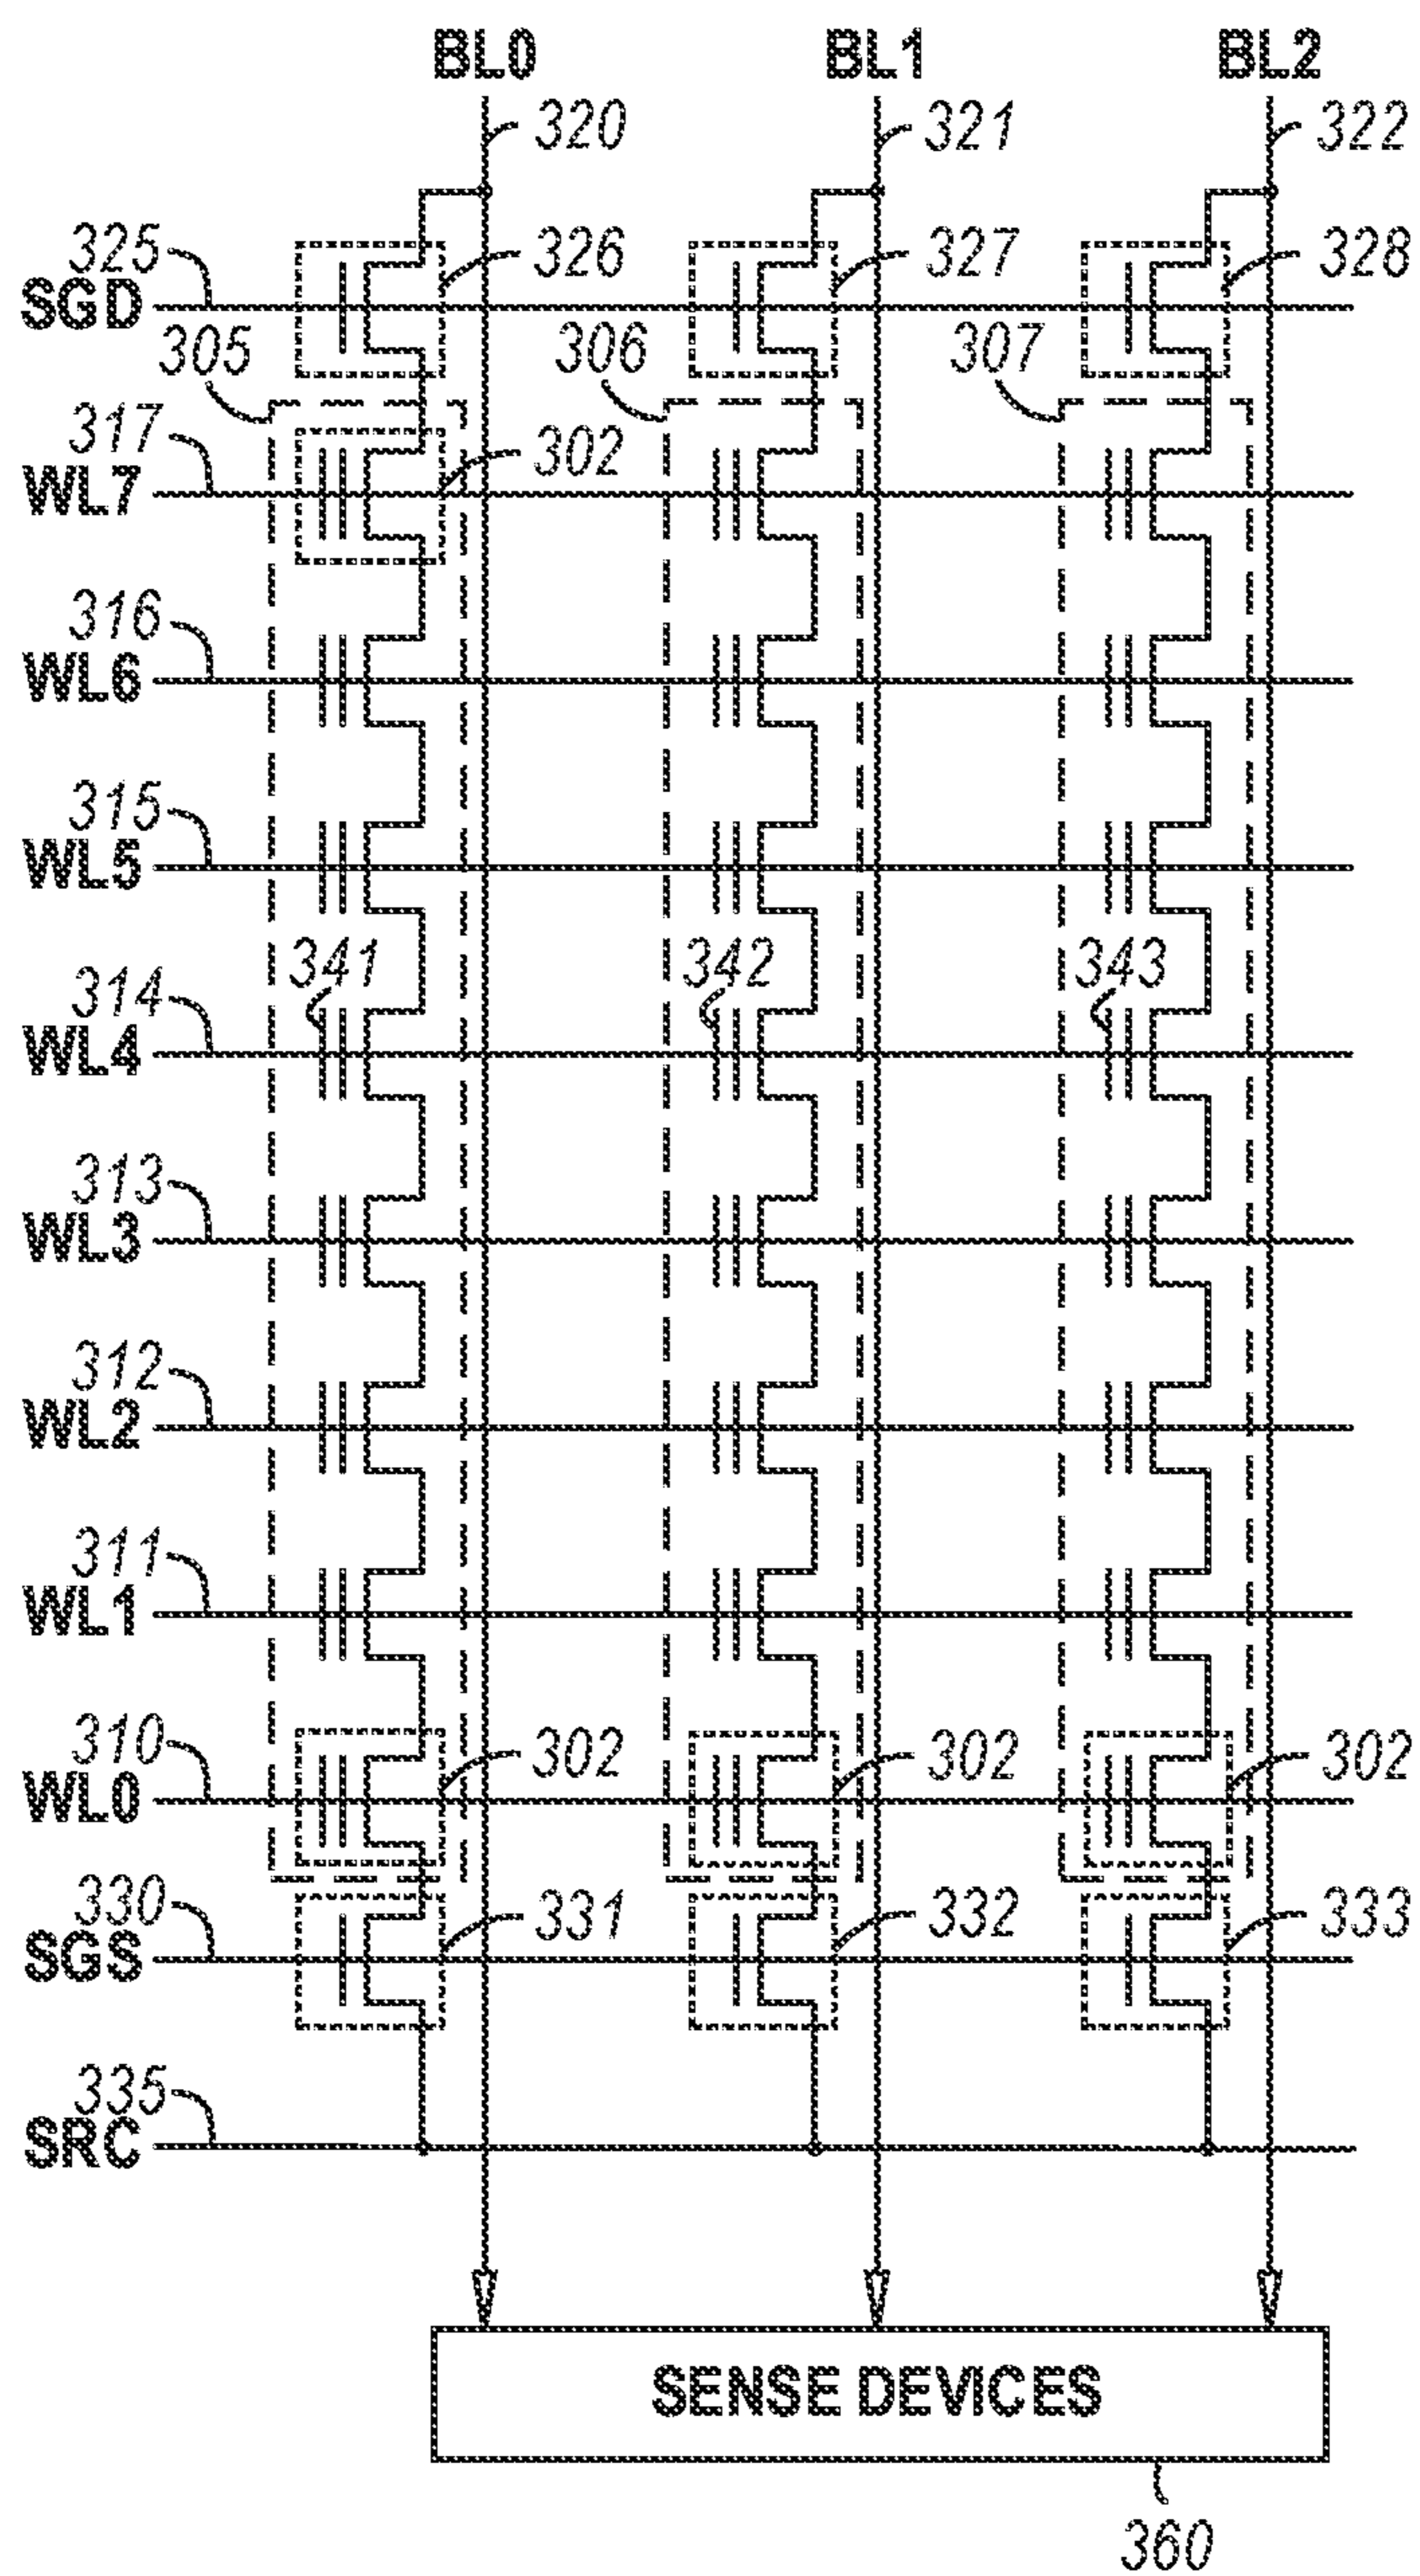 BL0 BL1 BL2
320 321 322
325 326 327 328
SGD
305 306 307
317 302
WL7
316
WL6
315
WL5
341 342 343
314
WL4
313
WL3
312
WL2
311
WL1
310 302 302 302
WL0
330 331 332 333
SGS
335
SRC
SENSE DEVICES
360